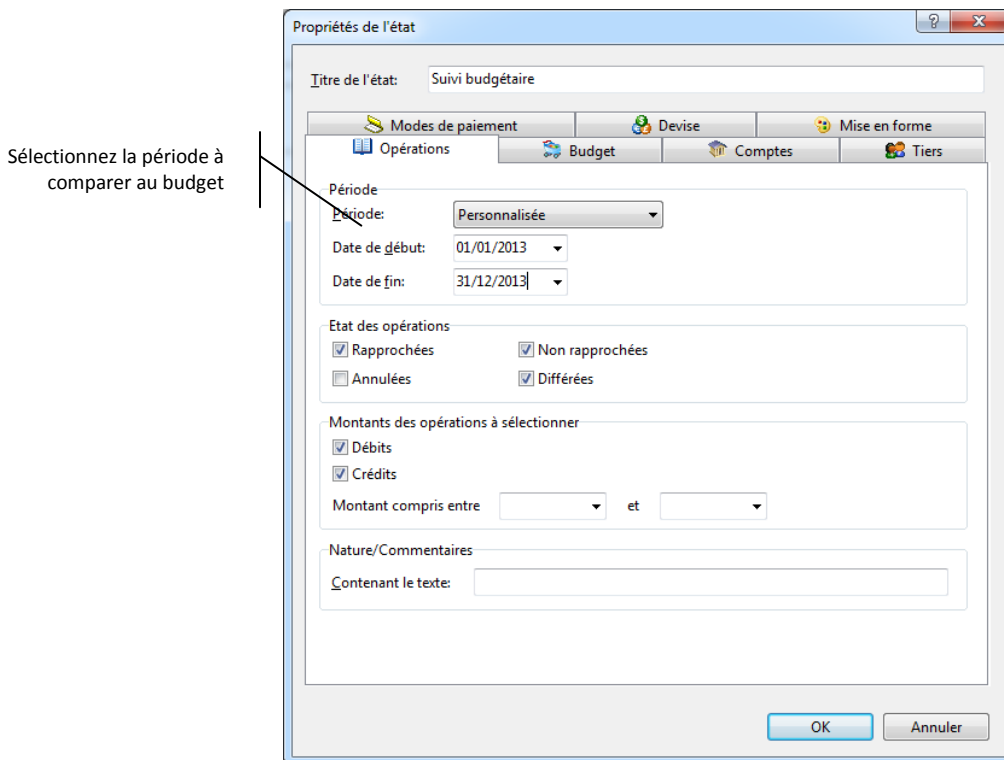 Propriétés de l'état
Titre de l'état: Suivi budgétaire
Modes de paiement Devise Mise en forme
Opérations Budget Comptes Tiers
Sélectionnez la période à
comparer au budget
Période
Période: Personnalisée
Date de début: 01/01/2013
Date de fin: 31/12/2013
Etat des opérations
Rapprochées Non rapprochées
Annulées Différées
Montants des opérations à sélectionner
Débits
Crédits
Montant compris entre et
Nature/Commentaires
Contenant le texte:
OK Annuler